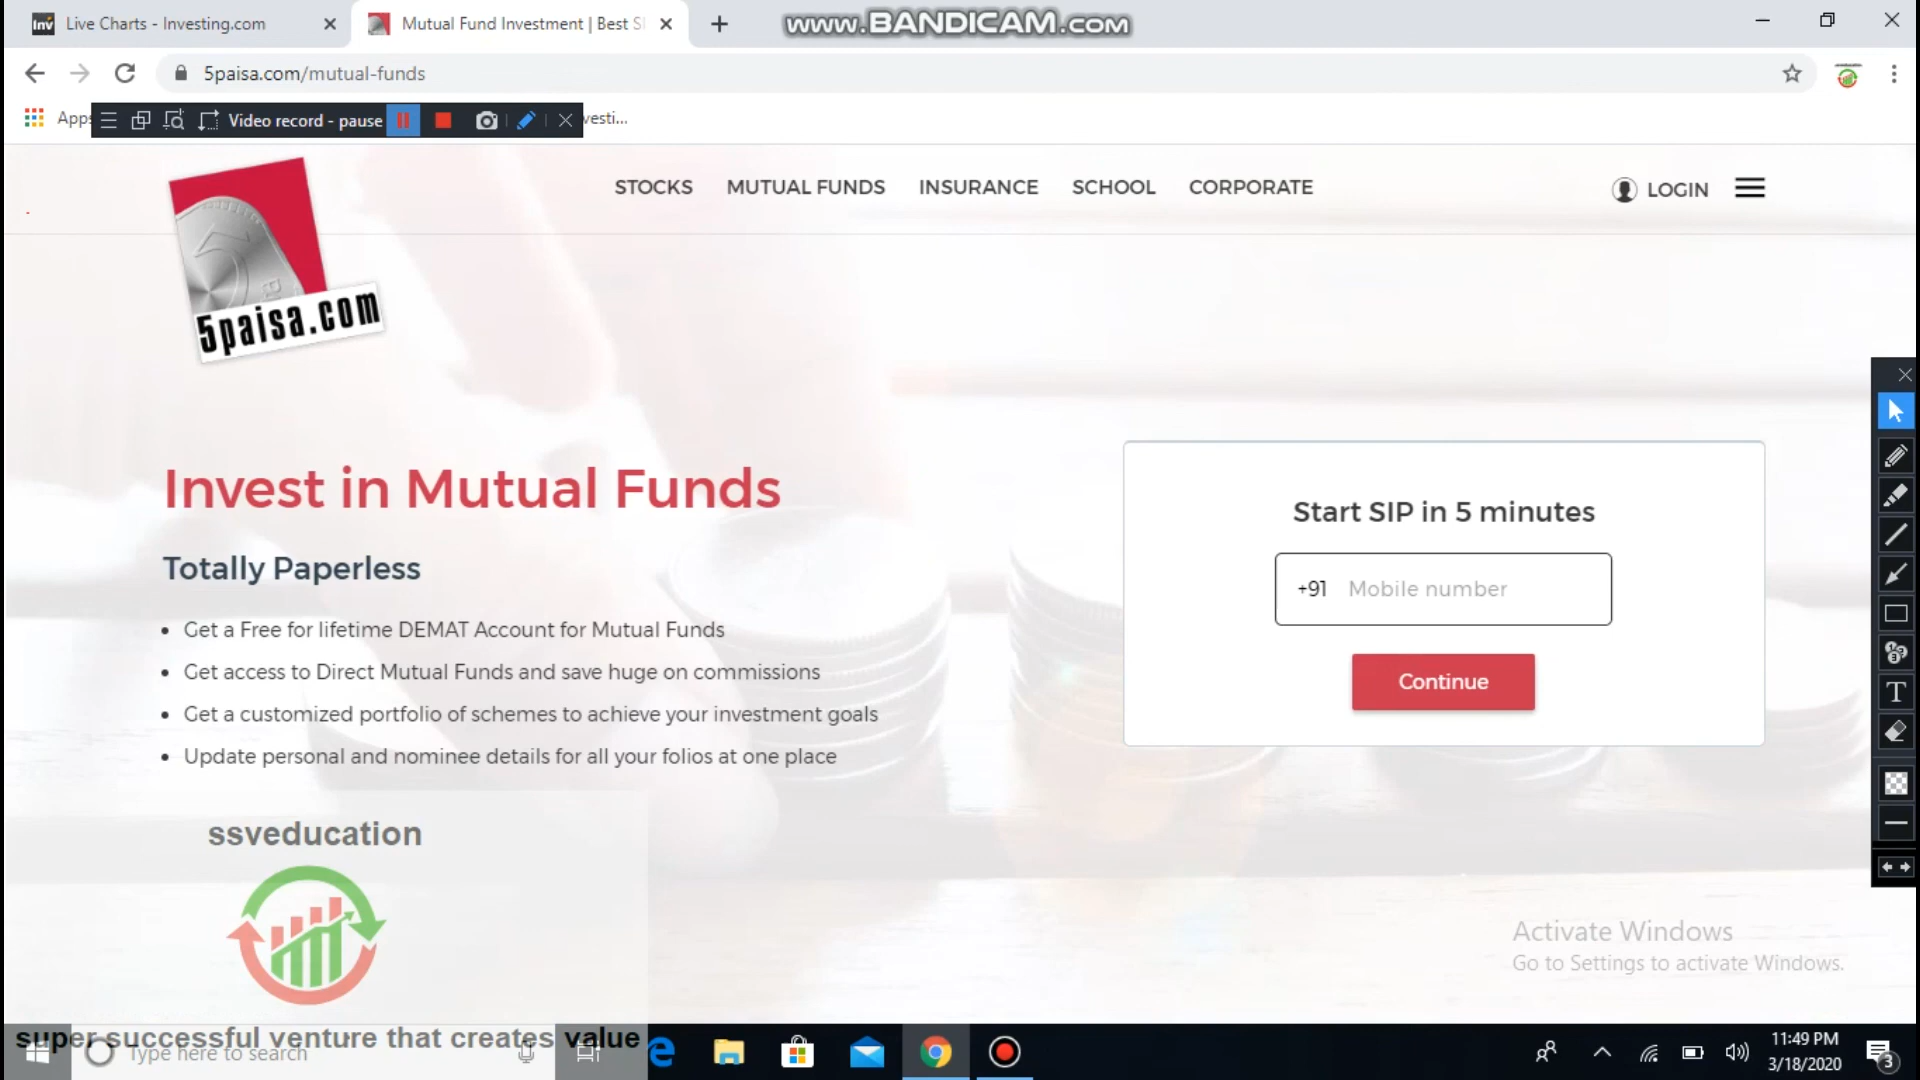 Live Charts - Investing.com
Mutual Fund Investment | Best S
www.BANDICAM.com
5paisa.com/mutual-funds
Apps
Video record - pause
vesti...
5paisa.com
STOCKS MUTUAL FUNDS INSURANCE SCHOOL CORPORATE
LOGIN
Invest in Mutual Funds
Totally Paperless
• Get a Free for lifetime DEMAT Account for Mutual Funds
• Get access to Direct Mutual Funds and save huge on commissions
• Get a customized portfolio of schemes to achieve your investment goals
• Update personal and nominee details for all your folios at one place
Start SIP in 5 minutes
+91 Mobile number
Continue
T
ssveducation
super successful venture that creates value
Activate Windows
Go to Settings to activate Windows.
Type here to search
11:49 PM
3/18/2020
3